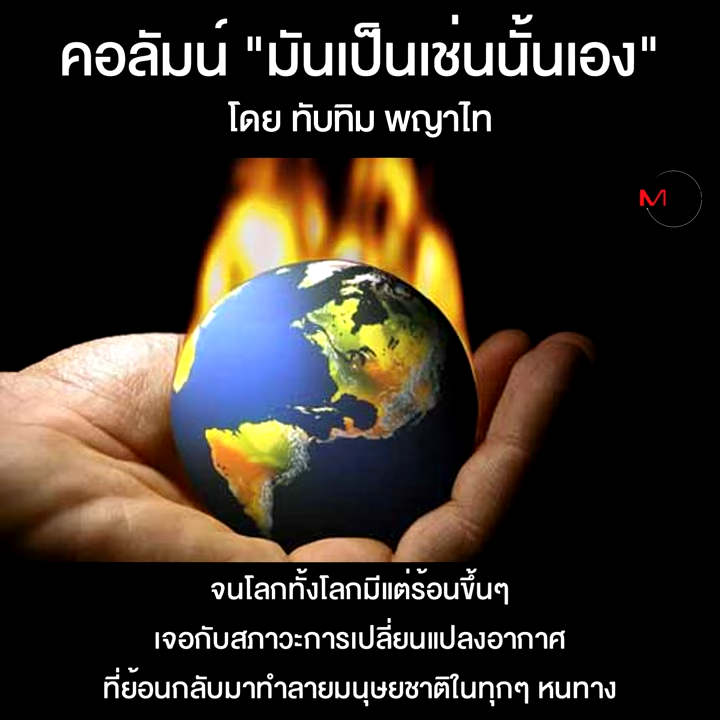 คอลัมน์ "มันเป็นเช่นนั้นเอง"
โดย ทับทิม พญาไท
M
จนโลกทั้งโลกมีแต่ร้อนขึ้นๆ
เจอกับสภาวะการเปลี่ยนแปลงอากาศ
ที่ย้อนกลับมาทำลายมนุษยชาติในทุกๆ หนทาง